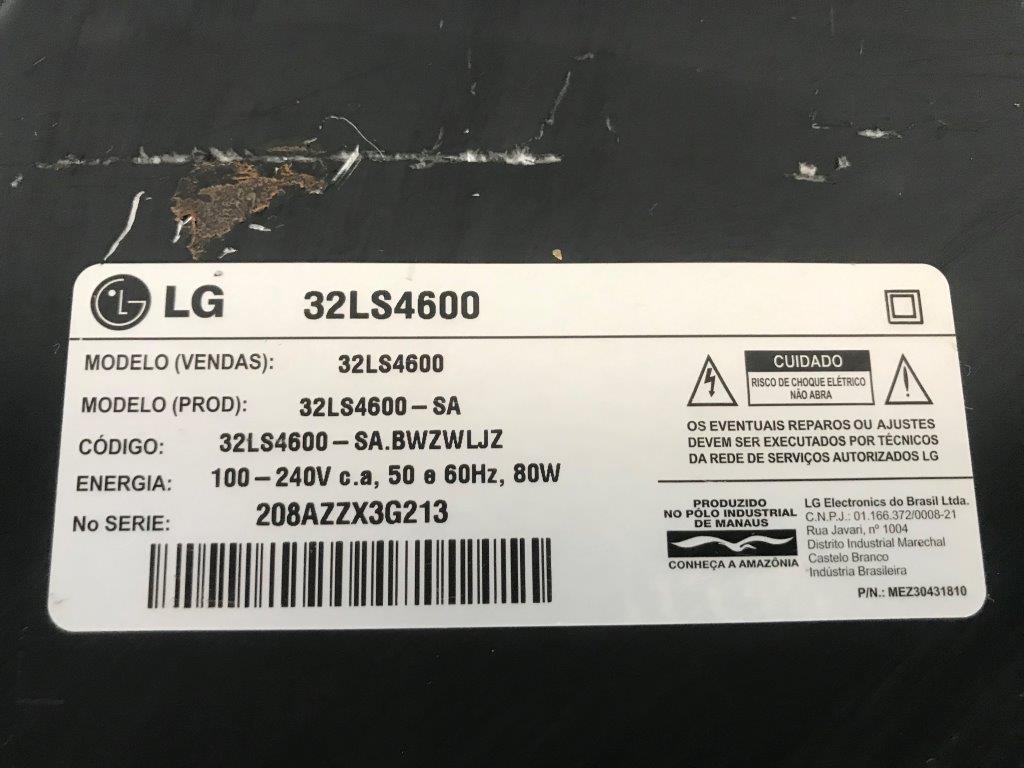 LG 32LS4600
MODELO (VENDAS): 32LS4600
MODELO (PROD): 32LS4600-SA
CÓDIGO: 32LS4600-SA.BWZWLJZ
ENERGIA: 100-240V c.a, 50 e 60Hz, 80W
No SERIE: 208AZZX3G213
CUIDADO
RISCO DE CHOQUE ELÉTRICO
NÃO ABRA
OS EVENTUAIS REPAROS OU AJUSTES
DEVEM SER EXECUTADOS POR TÉCNICOS
DA REDE DE SERVIÇOS AUTORIZADOS LG
PRODUZIDO
NO PÓLO INDUSTRIAL
DE MANAUS
CONHEÇA A AMAZÔNIA
LG Electronics do Brasil Ltda.
C.N.P.J.: 01.166.372/0008-21
Rua Javari, nº 1004
Distrito Industrial Marechal
Castelo Branco
Indústria Brasileira
P/N.: MEZ30431810